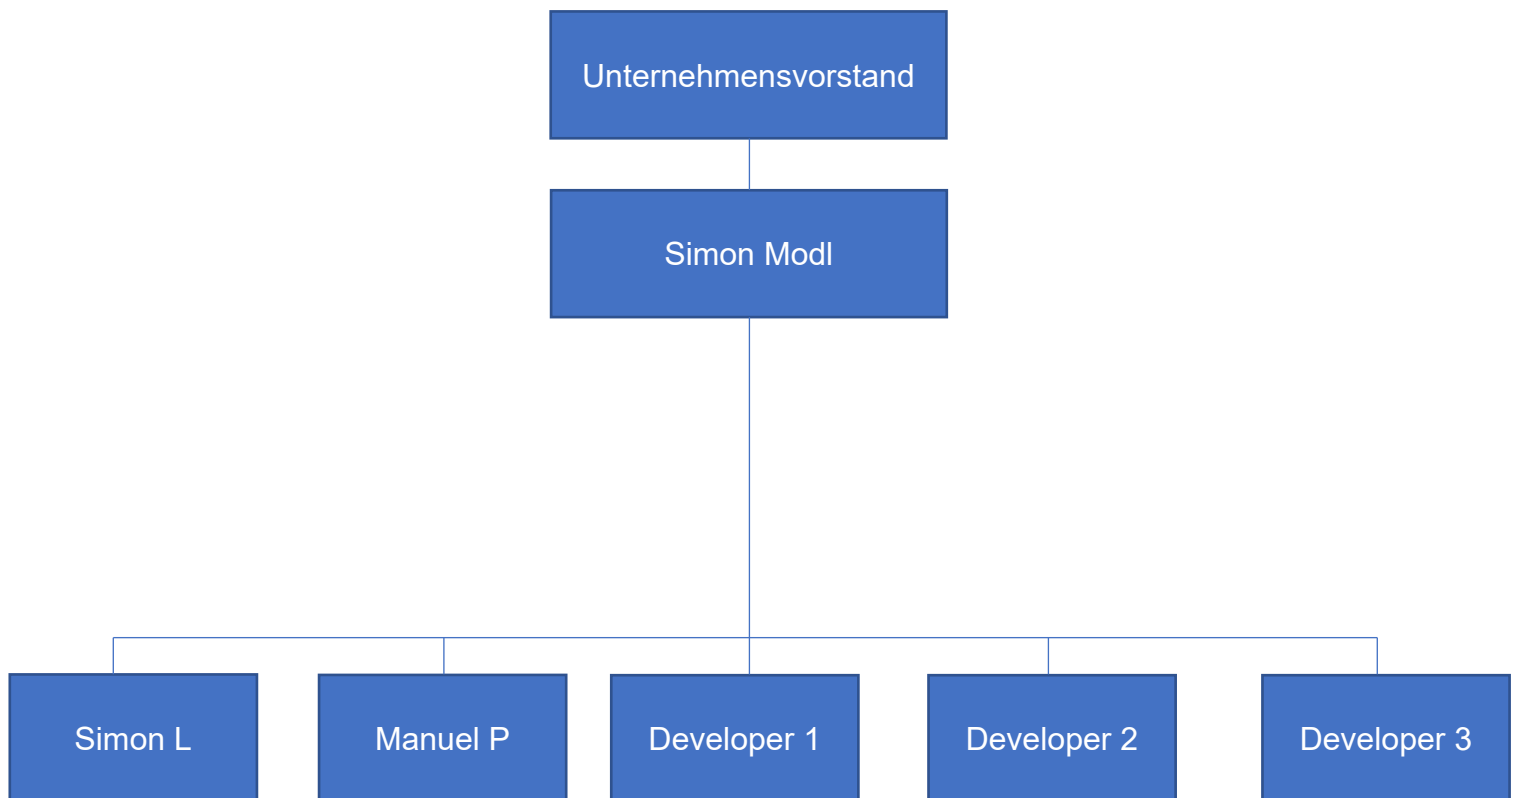 Unternehmensvorstand
Simon Modl
Simon L
Manuel P
Developer 1
Developer 2
Developer 3